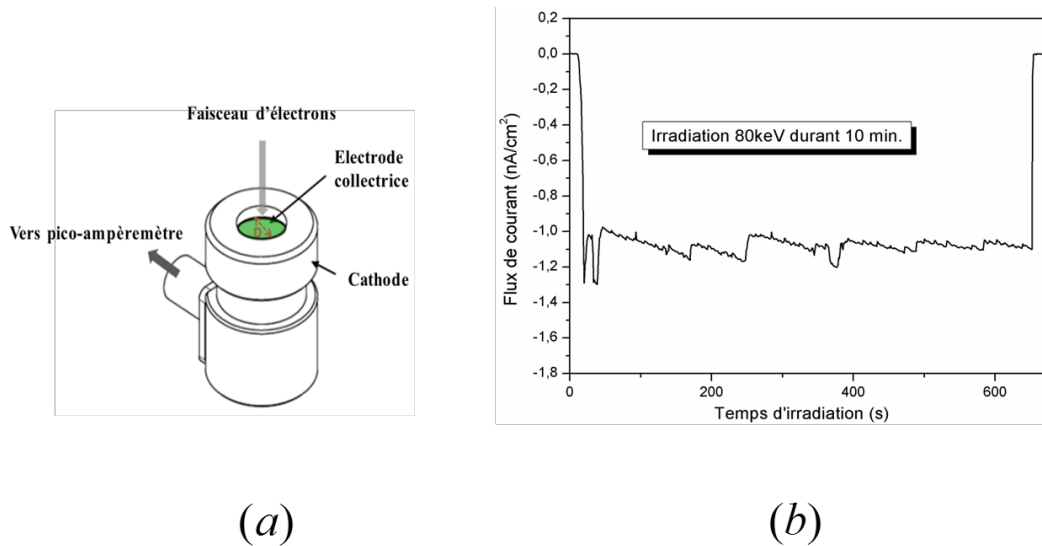 Faisceau d'électrons
Electrode
collectrice
Vers pico-ampèremètre
Cathode
(a)
Flux de courant (nA/cm²)
0,2
0,0
-0,2
-0,4
-0,6
-0,8
-1,0
-1,2
-1,4
-1,6
-1,8
Irradiation 80keV durant 10 min.
0
200
400
600
Temps d'irradiation (s)
(b)